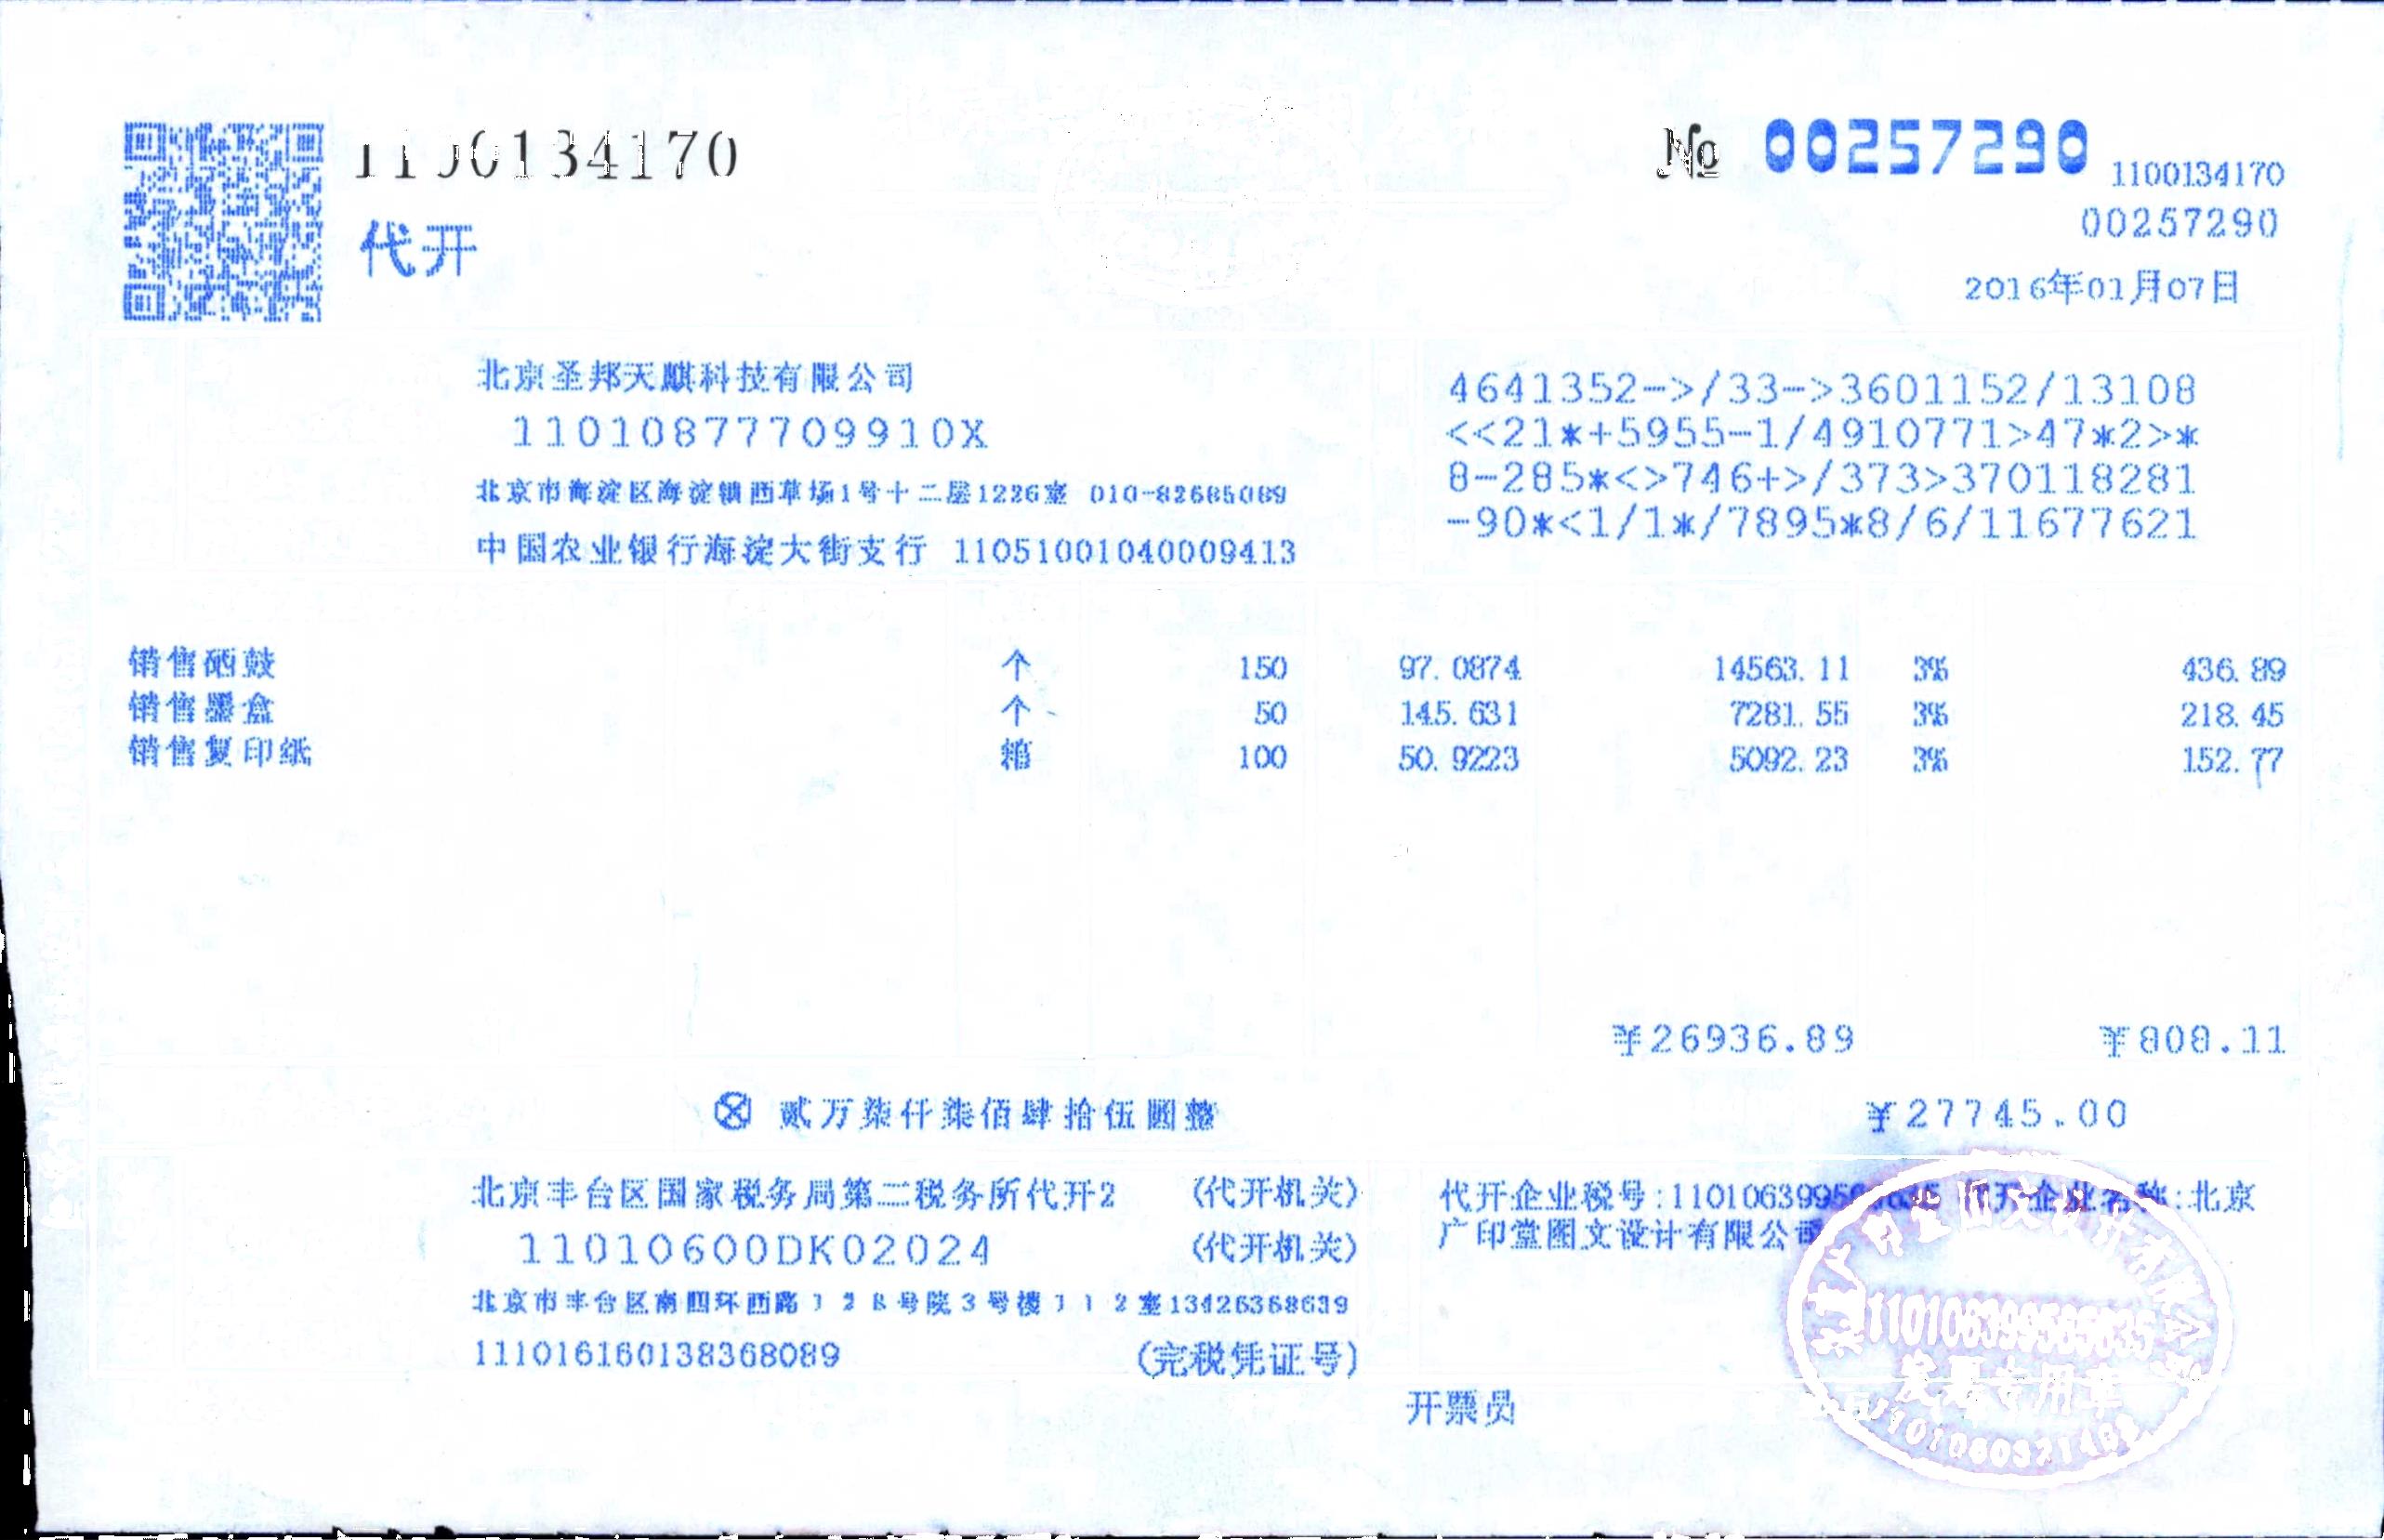 1100134170
№ 00257290
1100134170
代开
00257290
2016年01月07日
北京圣邦天麒科技有限公司
11010877709910X
北京市海淀区海淀镇西草场1号十二层1226室 010-82685089
中国农业银行海淀大街支行 11051001040009413
4641352->/33->3601152/13108
<<21*+5955-1/4910771>47*2>*
8-285*<>746+>/373>370118281
-90*<1/1*/7895*8/6/11677621
销售硒鼓 个 150 97.0874 14563.11 3% 436.89
销售墨盒 个 50 145.631 7281.55 3% 218.45
销售复印纸 箱 100 50.9223 5092.23 3% 152.77
¥26936.89 ¥808.11
ⓧ 贰万柒仟柒佰肆拾伍圆整 ¥27745.00
北京丰台区国家税务局第二税务所代开2 (代开机关)
11010600DK02024 (代开机关)
北京市丰台区南四环西路128号院3号楼112室13426368639
111016160138368089 (完税凭证号)
代开企业税号:110106399565635 代开企业名称:北京
广印堂图文设计有限公司
开票员
北京广印堂图文设计有限公司
110106399565635
发票专用章